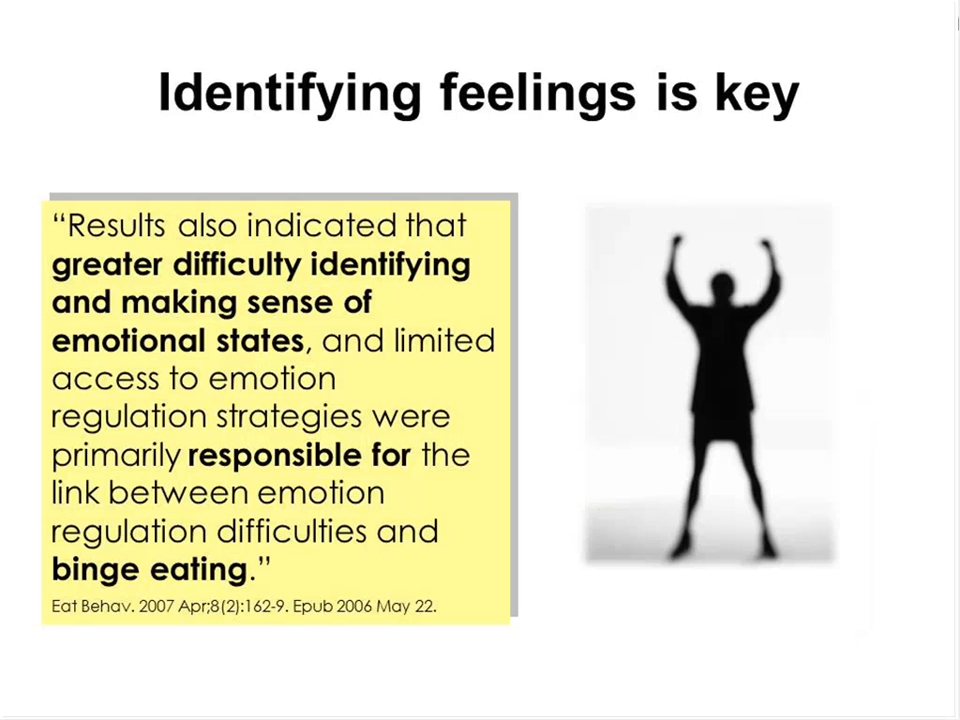 Identifying feelings is key
“Results also indicated that
greater difficulty identifying
and making sense of
emotional states, and limited
access to emotion
regulation strategies were
primarily responsible for the
link between emotion
regulation difficulties and
binge eating.”
Eat Behav. 2007 Apr;8(2):162-9. Epub 2006 May 22.